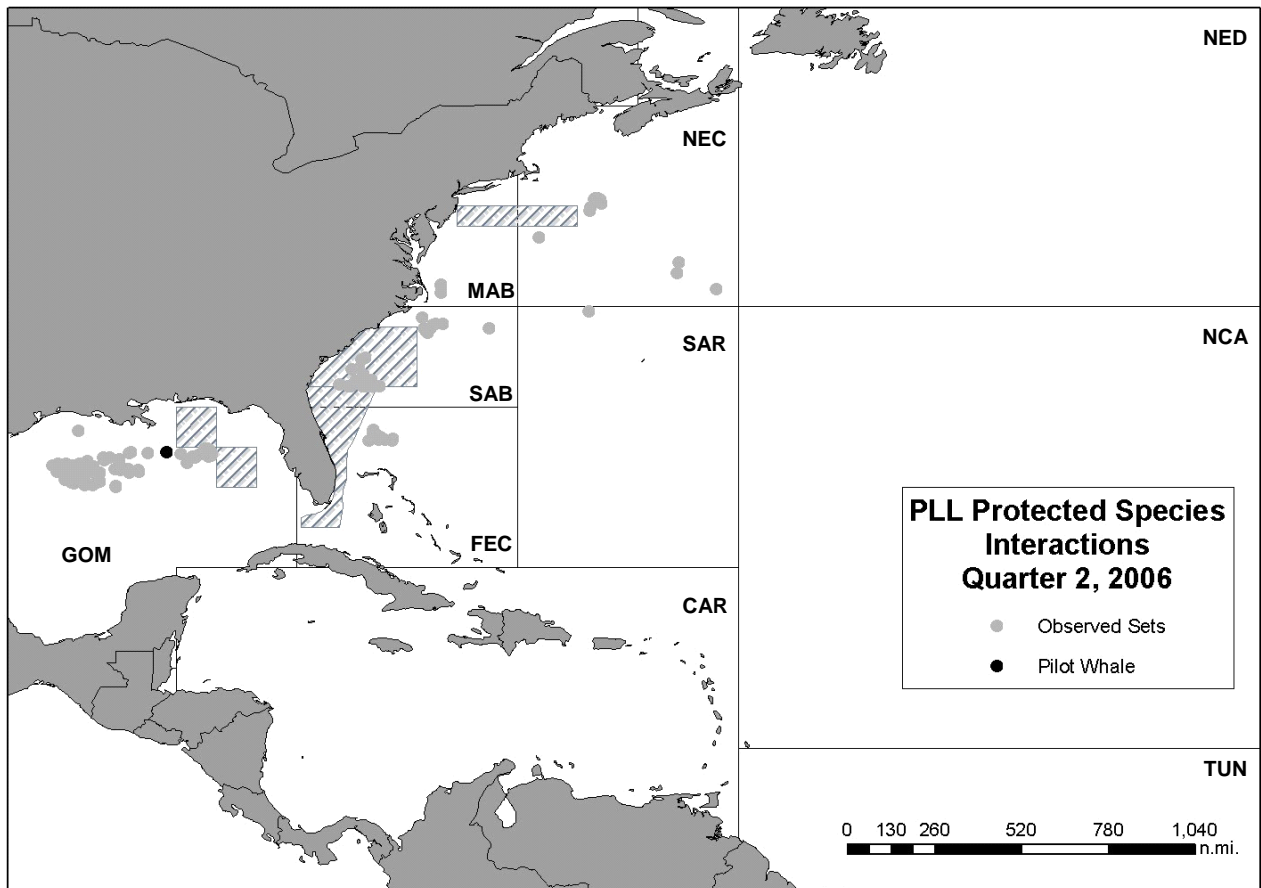 NED
NEC
MAB
SAR
NCA
SAB
GOM
FEC
CAR
PLL Protected Species
Interactions
Quarter 2, 2006
Observed Sets
Pilot Whale
TUN
0 130 260 520 780 1,040
n.mi.